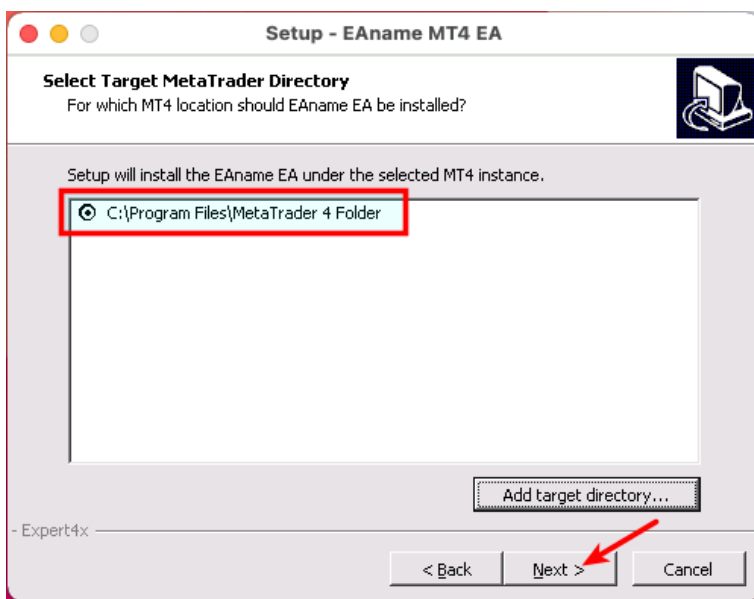 Setup - EAname MT4 EA
Select Target MetaTrader Directory
For which MT4 location should EAname EA be installed?
Setup will install the EAname EA under the selected MT4 instance.
C:\Program Files\MetaTrader 4 Folder
Add target directory...
- Expert4x
< Back
Next >
Cancel